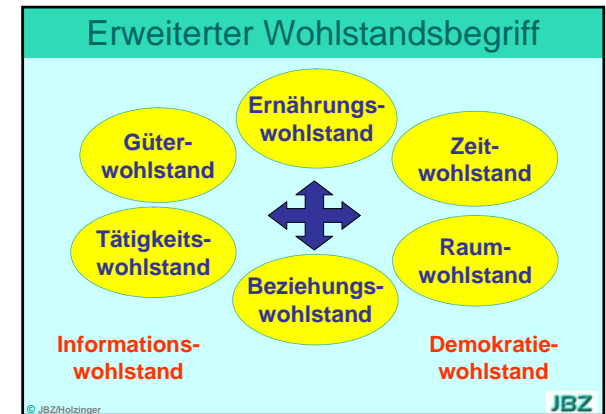 Erweiterter Wohlstandsbegriff
Ernährungs-
wohlstand
Güter-
wohlstand
Zeit-
wohlstand
Tätigkeits-
wohlstand
Raum-
wohlstand
Beziehungs-
wohlstand
Informations-
wohlstand
Demokratie-
wohlstand
© JBZ/Holzinger
JBZ